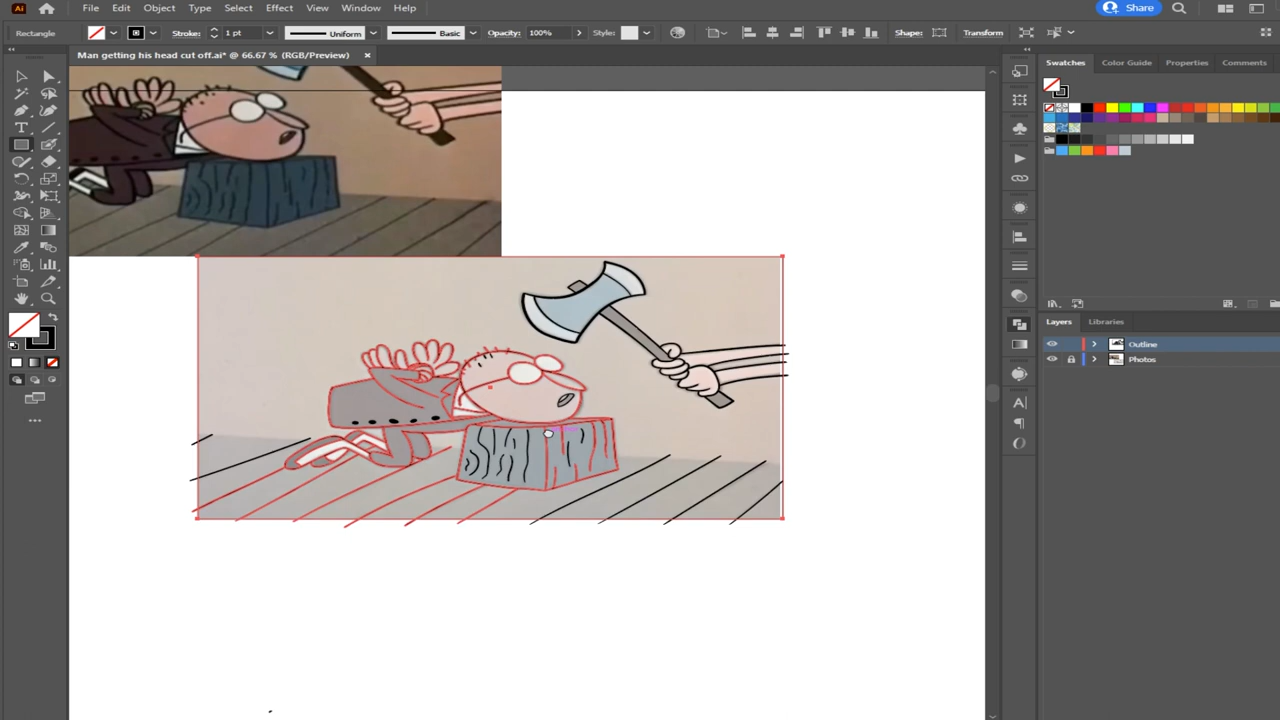 Ai File Edit Object Type Select Effect View Window Help Share
Rectangle Stroke: 1 pt Uniform Basic Opacity: 100% Style: Shape: Transform
Man getting his head cut off.ai* @ 66.67 % (RGB/Preview)
Swatches Color Guide Properties Comments
Layers Libraries
Outline
Photos